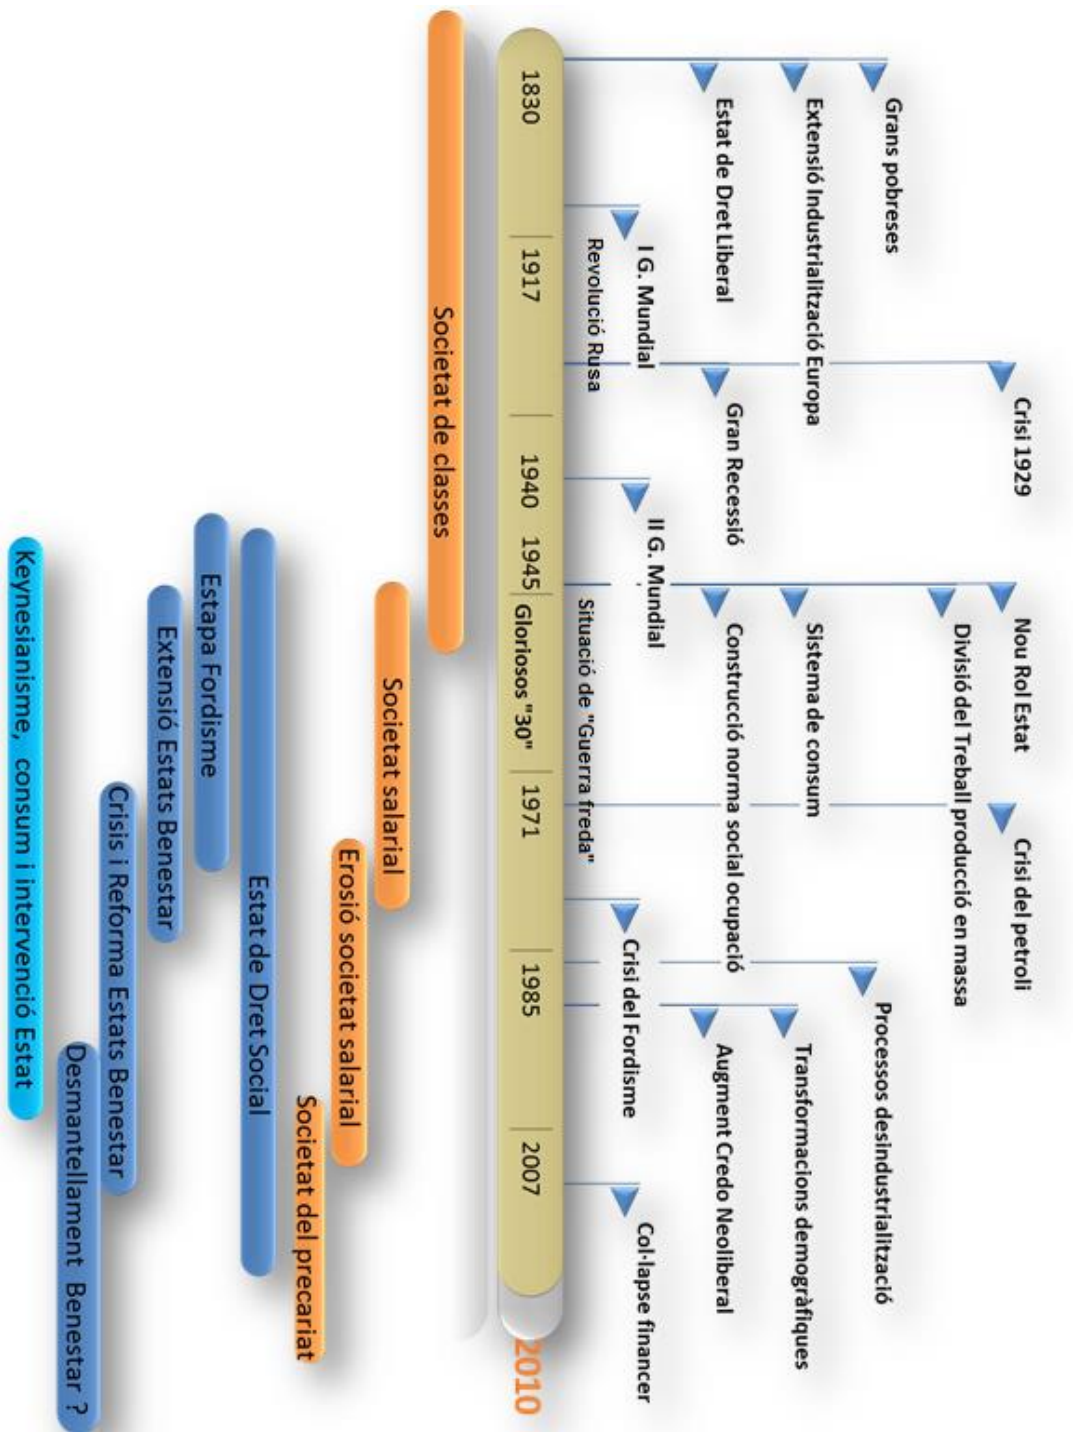 Crisi 1929
Nou Rol Estat
Crisi del petroli
Divisió del Treball producció en massa
Grans pobreses
Processos desindustrialització
Extensió Industrialització Europa
Sistema de consum
Transformacions demogràfiques
Estat de Dret Liberal
Gran Recessió
Construcció norma social ocupació
Augment Credo Neoliberal
I G. Mundial
II G. Mundial
Crisi del Fordisme
Col·lapse financer
Revolució Rusa
Situació de "Guerra freda"
1830
1917
1940
1945
Gloriosos "30"
1971
1985
2007
2010
Societat de classes
Societat salarial
Erosió societat salarial
Societat del precariat
Estat de Dret Social
Estapa Fordisme
Extensió Estats Benestar
Crisis i Reforma Estats Benestar
Desmantellament Benestar ?
Keynesianisme, consum i intervenció Estat